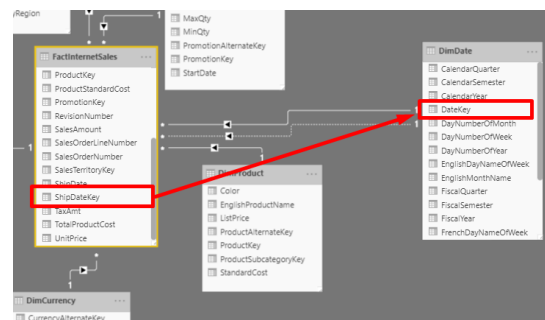 yRegion
MaxQty
MinQty
PromotionAlternateKey
PromotionKey
StartDate
1
FactInternetSales ...
ProductKey
ProductStandardCost
PromotionKey
RevisionNumber
SalesAmount
SalesOrderLineNumber
SalesOrderNumber
SalesTerritoryKey
ShipDate
ShipDateKey
TaxAmt
TotalProductCost
UnitPrice
1
DimProduct ...
Color
EnglishProductName
ListPrice
ProductAlternateKey
ProductKey
ProductSubcategoryKey
StandardCost
1
1
1
DimDate ...
CalendarQuarter
CalendarSemester
CalendarYear
DateKey
DayNumberOfMonth
DayNumberOfWeek
DayNumberOfYear
EnglishDayNameOfWeek
EnglishMonthName
FiscalQuarter
FiscalSemester
FiscalYear
FrenchDayNameOfWeek
1
DimCurrency ...
CurrencyAlternateKey